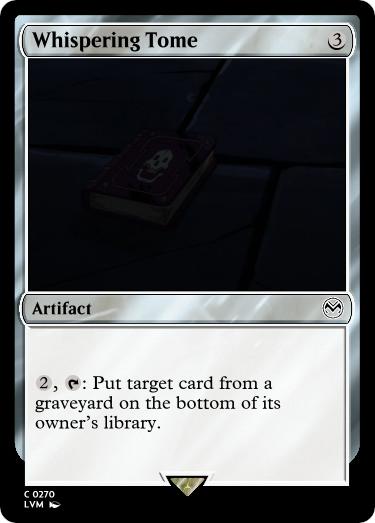 Whispering Tome 3
Artifact
2, : Put target card from a
graveyard on the bottom of its
owner's library.
C 0270
LVM